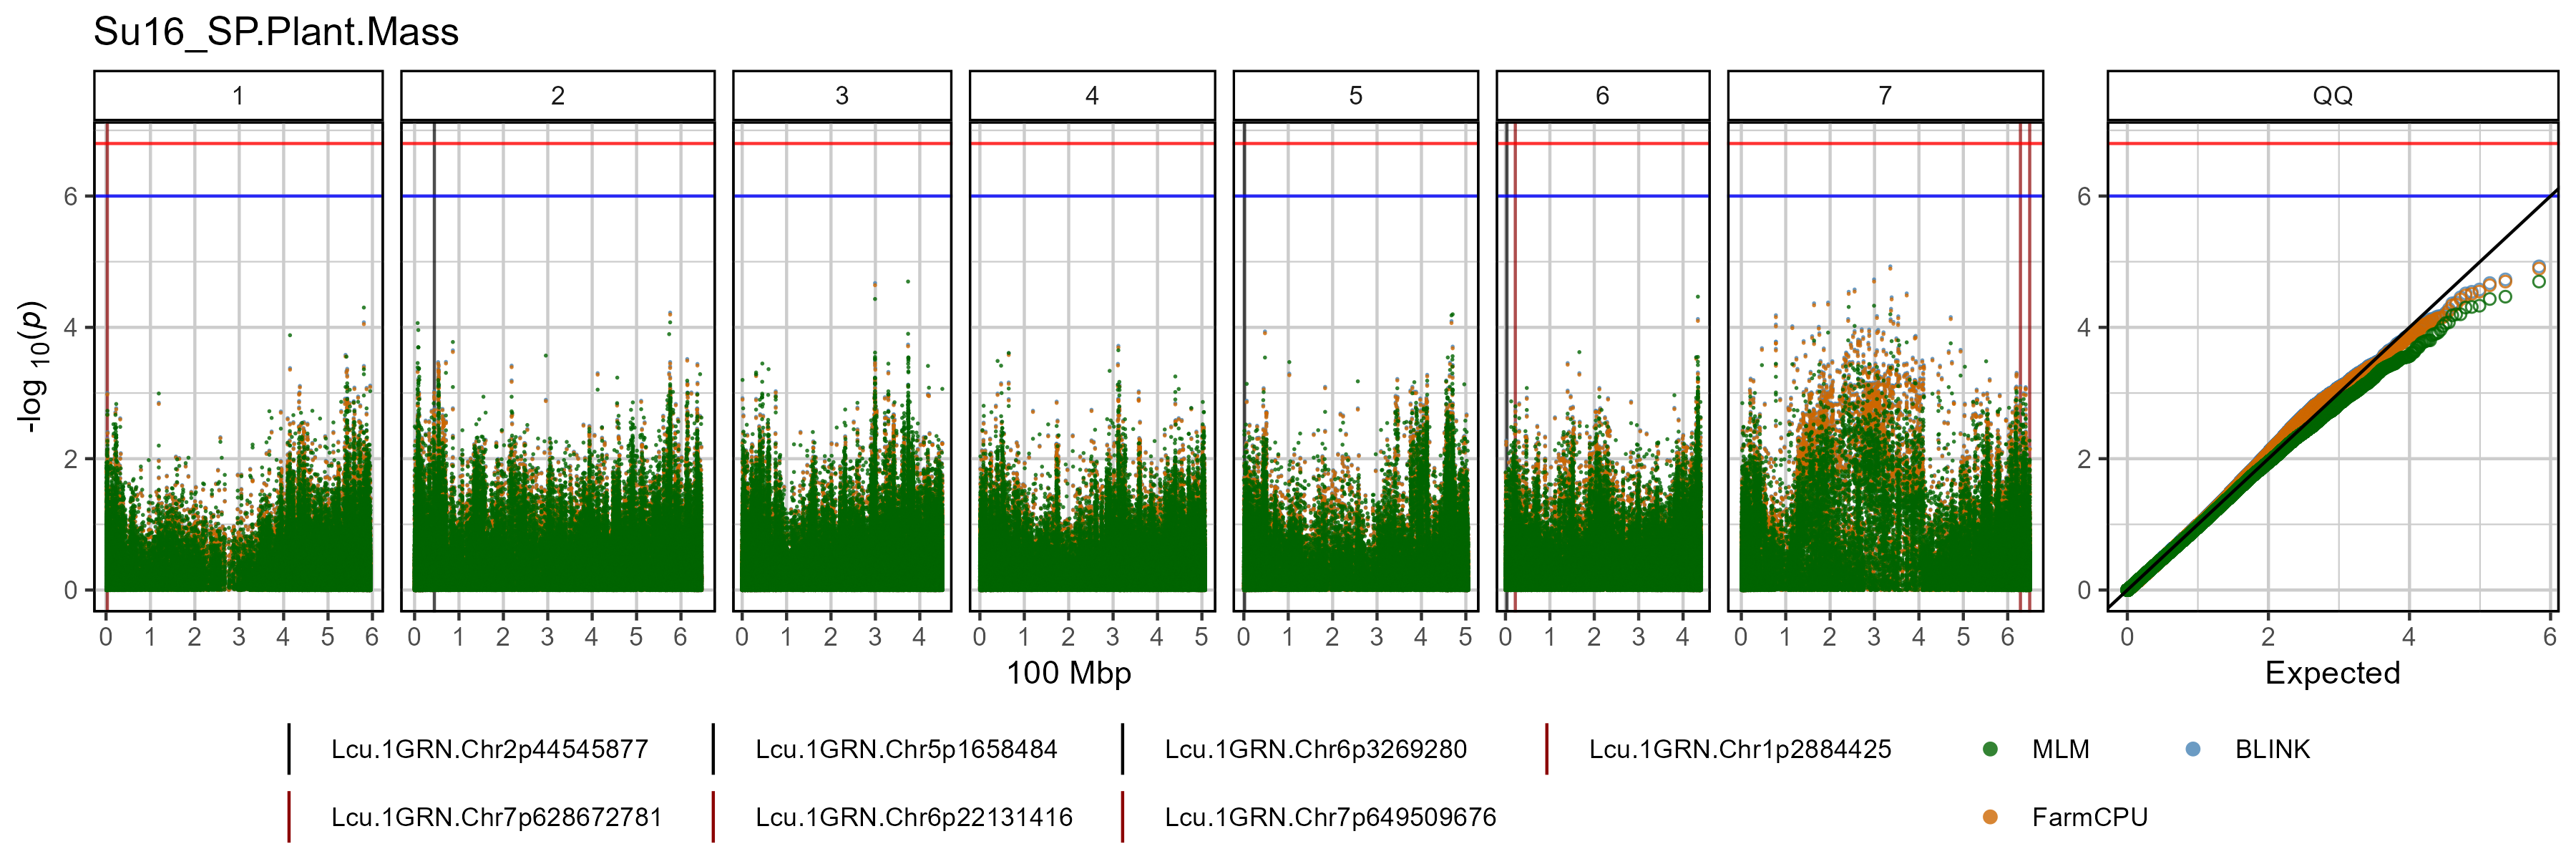 Su16_SP.Plant.Mass
1 2 3 4 5 6 7 QQ
-log 10(p)
6 4 2 0
6 4 2 0
0 1 2 3 4 5 6 0 1 2 3 4 5 6 0 1 2 3 4 0 1 2 3 4 5 0 1 2 3 4 5 0 1 2 3 4 0 1 2 3 4 5 6 0 2 4 6
100 Mbp Expected
Lcu.1GRN.Chr2p44545877 Lcu.1GRN.Chr5p1658484 Lcu.1GRN.Chr6p3269280 Lcu.1GRN.Chr1p2884425 MLM BLINK
Lcu.1GRN.Chr7p628672781 Lcu.1GRN.Chr6p22131416 Lcu.1GRN.Chr7p649509676 FarmCPU